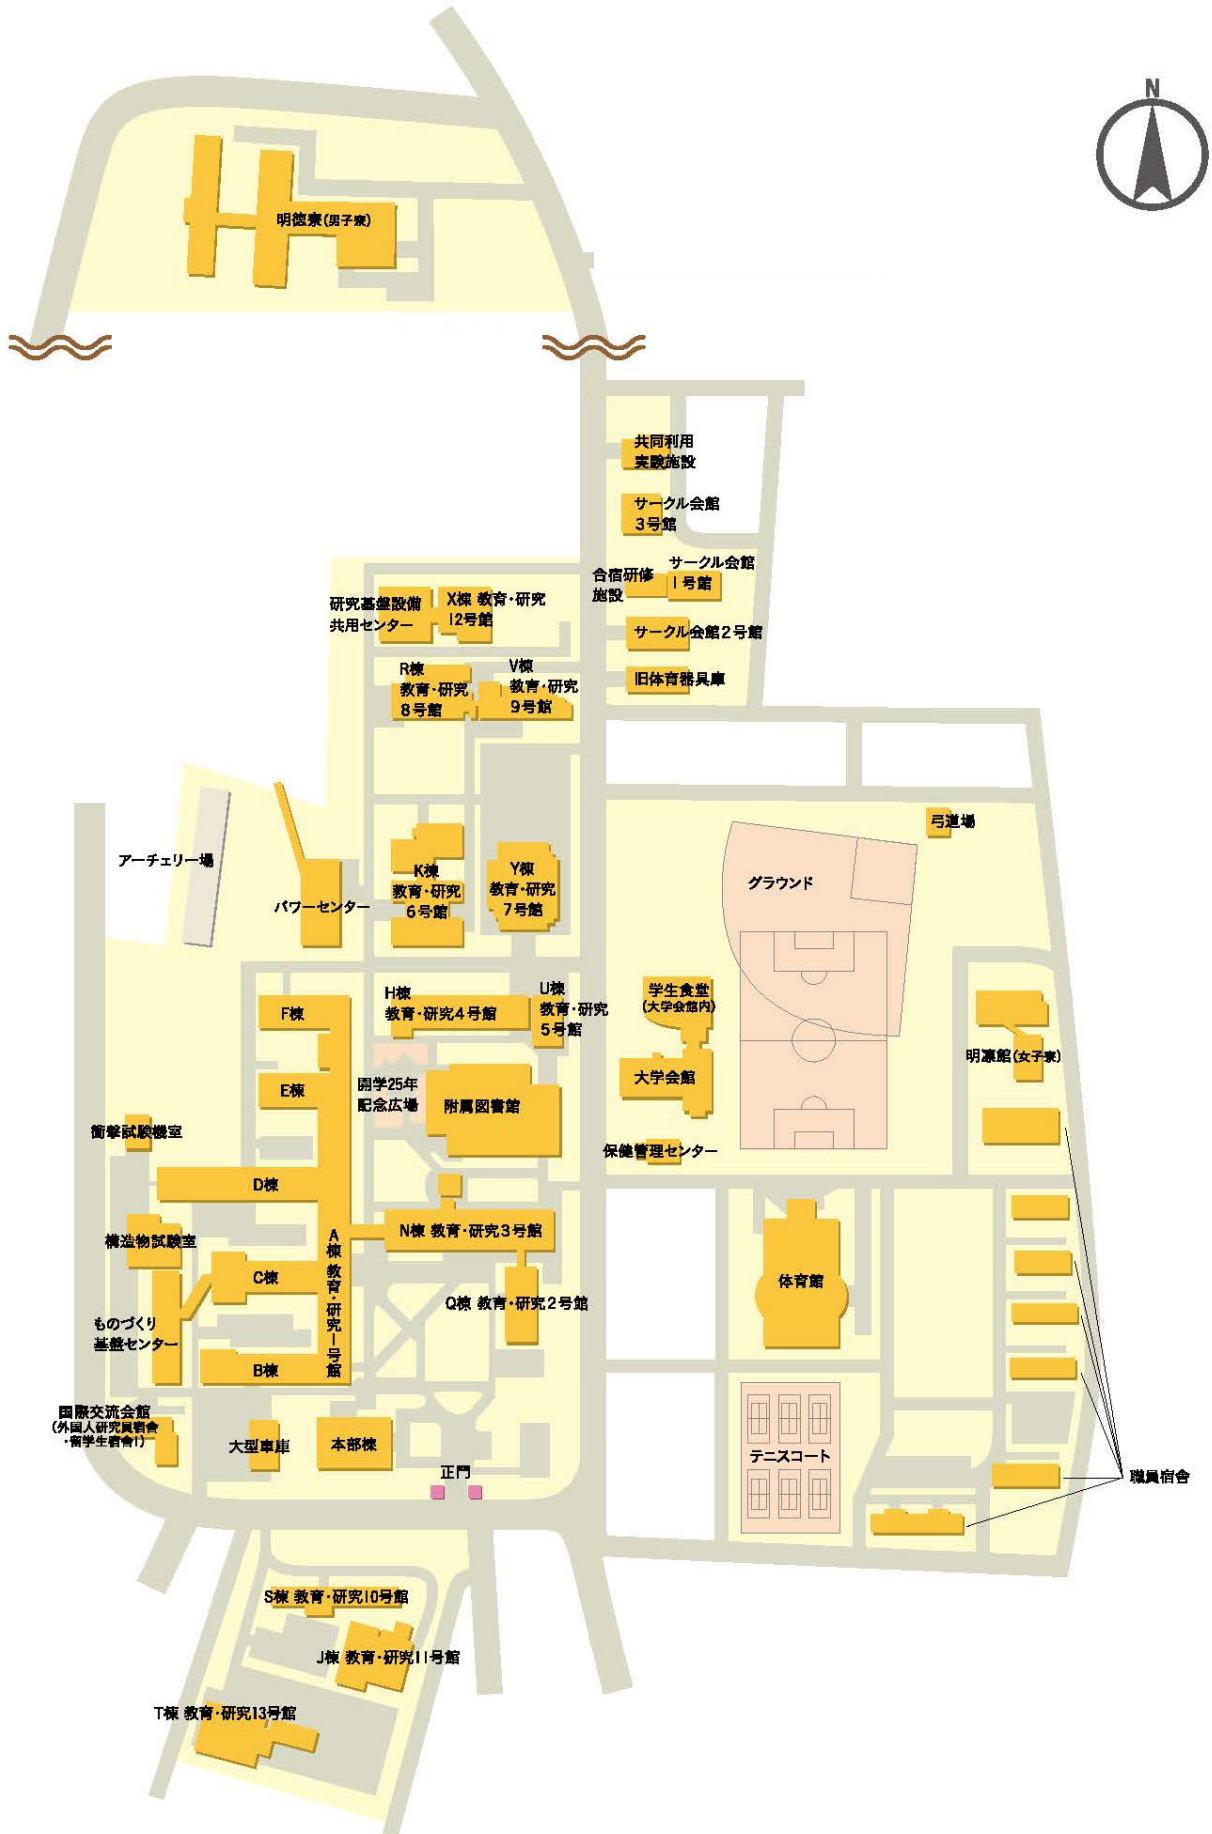 N
明徳寮(男子寮)
共同利用
実験施設
サークル会館
3号館
サークル会館
1号館
合宿研修
施設
サークル会館2号館
旧体育器具庫
研究基盤設備
共用センター
X棟 教育・研究
12号館
R棟
教育・研究
8号館
V棟
教育・研究
9号館
アーチェリー場
パワーセンター
K棟
教育・研究
6号館
Y棟
教育・研究
7号館
弓道場
グラウンド
F棟
H棟
教育・研究4号館
U棟
教育・研究
5号館
学生食堂
(大学会館内)
明凛館(女子寮)
E棟
開学25年
記念広場
附属図書館
大学会館
衝撃試験機室
保健管理センター
D棟
構造物試験室
A棟 教育・研究1号館
N棟 教育・研究3号館
C棟
体育館
Q棟 教育・研究2号館
ものづくり
基盤センター
B棟
国際交流会館
(外国人研究員宿舎
・留学生宿舎1)
大型車庫
本部棟
正門
テニスコート
職員宿舎
S棟 教育・研究10号館
J棟 教育・研究11号館
T棟 教育・研究13号館